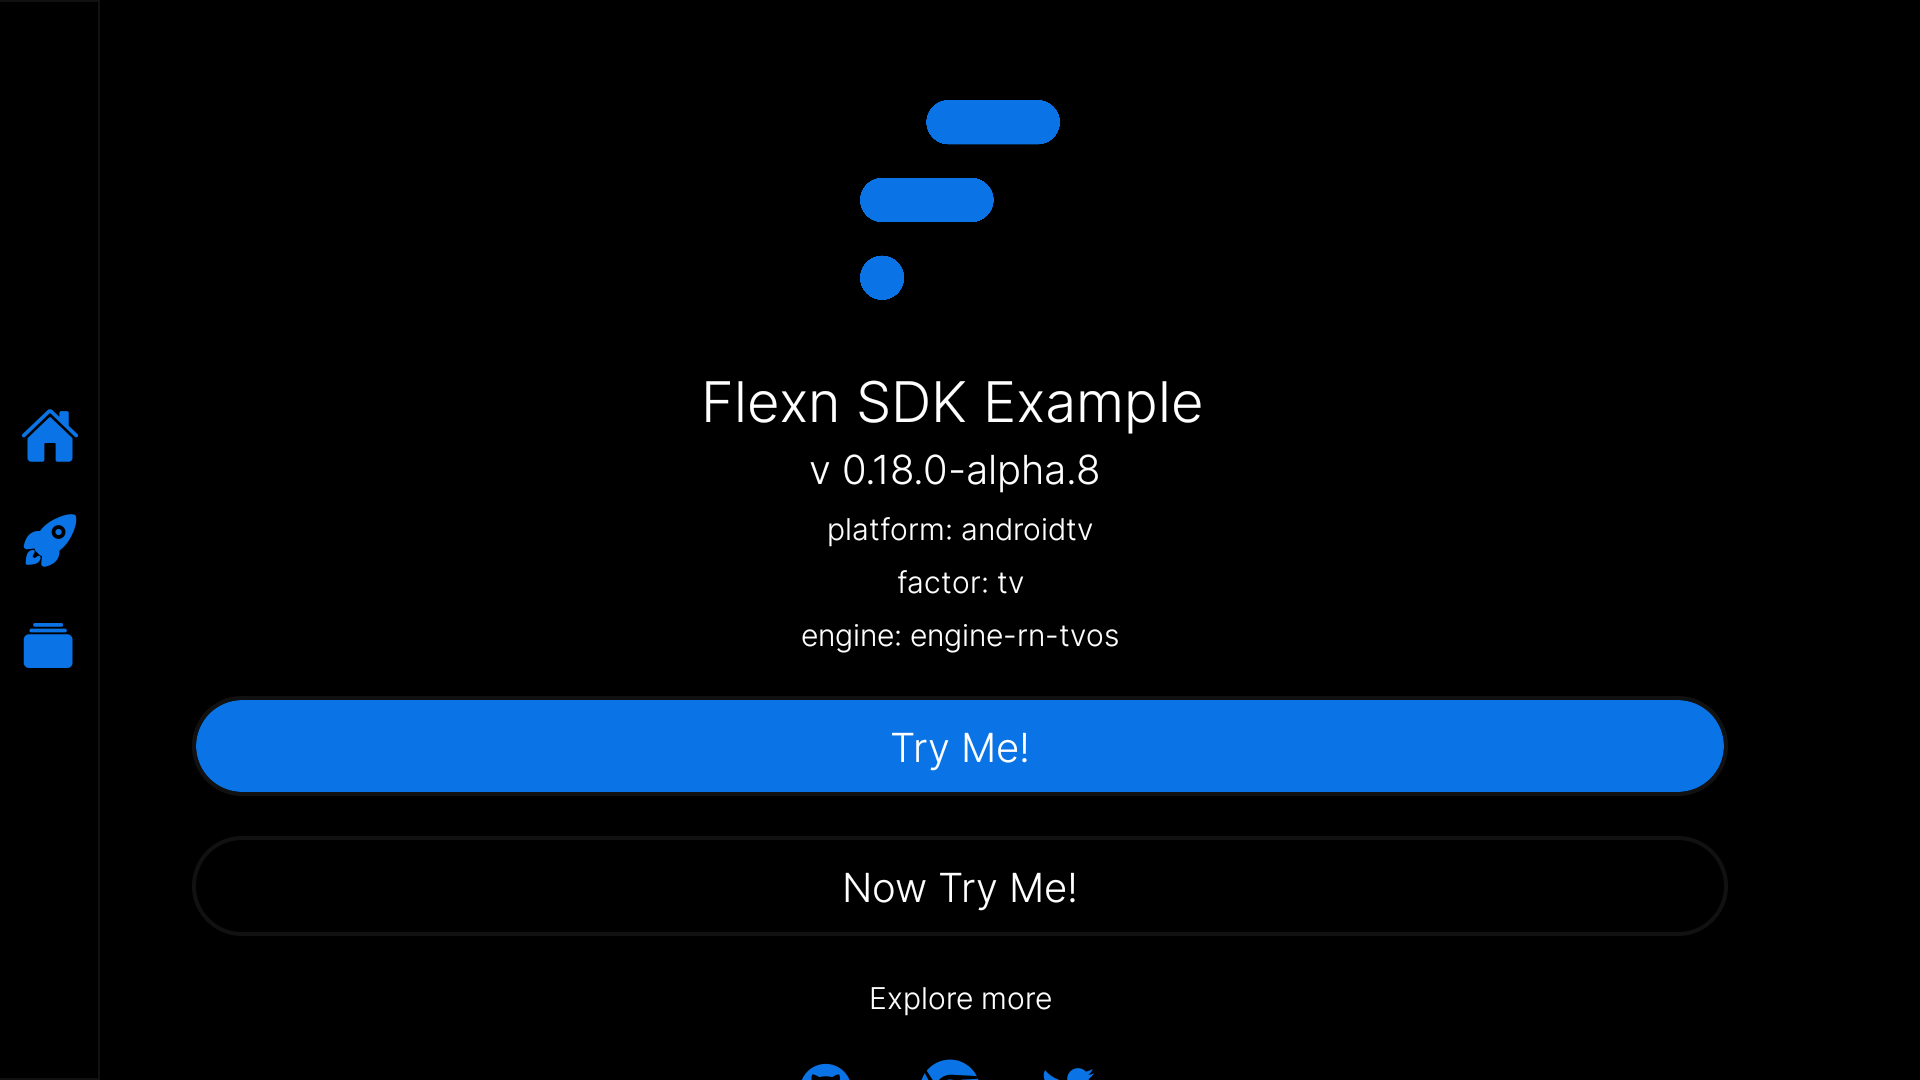 Flexn SDK Example
v 0.18.0-alpha.8
platform: androidtv
factor: tv
engine: engine-rn-tvos
Try Me!
Now Try Me!
Explore more